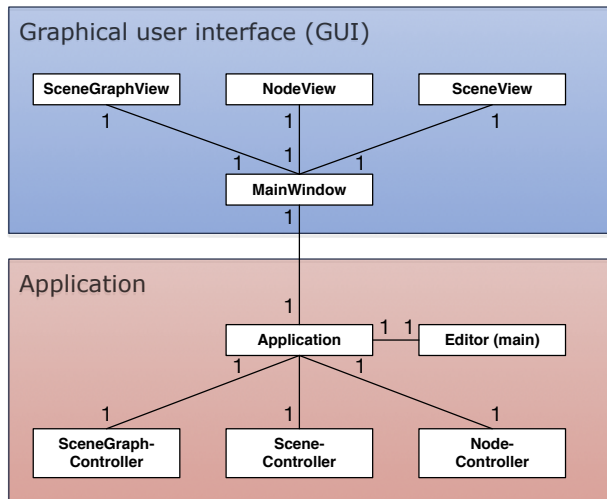 Graphical user interface (GUI)
SceneGraphView
NodeView
SceneView
1
1
1
1
1
1
MainWindow
1
Application
1
Application
1
1
Editor (main)
1
1
1
1
1
1
SceneGraph-
Controller
Scene-
Controller
Node-
Controller